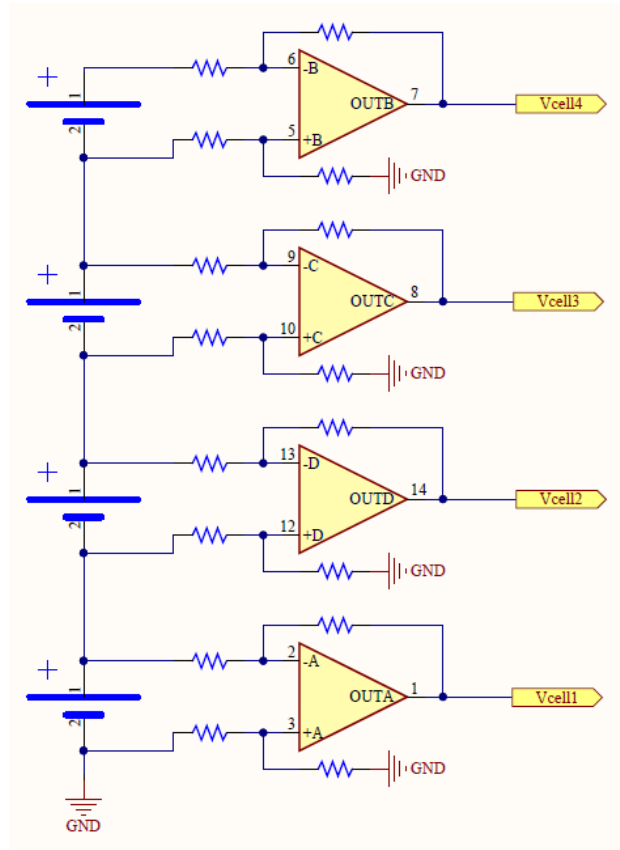 +
1
2
6
-B
5
+B
OUTB
7
Vcell4
GND
+
1
2
9
-C
10
+C
OUTC
8
Vcell3
GND
+
1
2
13
-D
12
+D
OUTD
14
Vcell2
GND
+
1
2
2
-A
3
+A
OUTA
1
Vcell1
GND
GND